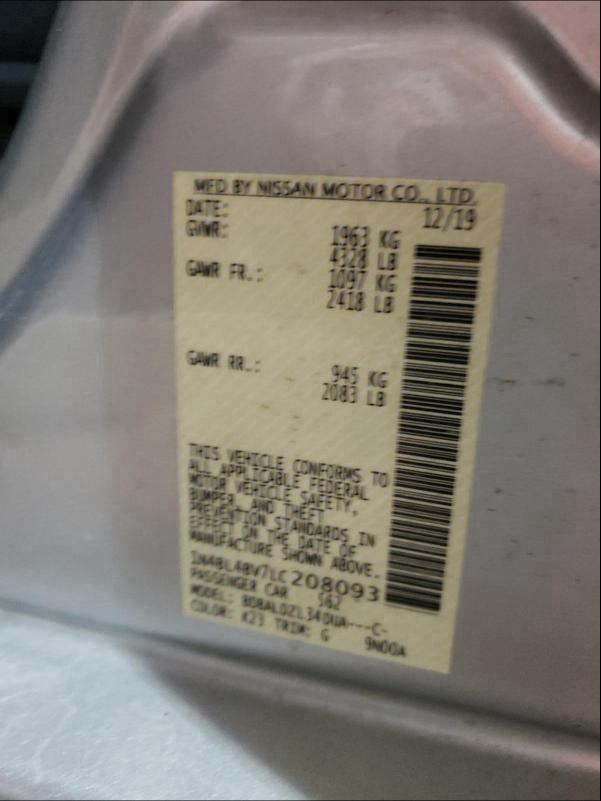 MFD BY NISSAN MOTOR CO., LTD.
DATE: 12/19
GVWR: 1963 KG
4328 LB
GAWR FR.: 1097 KG
2418 LB
GAWR RR.: 945 KG
2083 LB
THIS VEHICLE CONFORMS TO
ALL APPLICABLE FEDERAL
MOTOR VEHICLE SAFETY,
BUMPER, AND THEFT
PREVENTION STANDARDS IN
EFFECT ON THE DATE OF
MANUFACTURE SHOWN ABOVE.
1N4BL4BV7LC208093
PASSENGER CAR S62
MODEL: BDBALDZL34DUA---C-
COLOR: K23 TRIM: G 9N00A